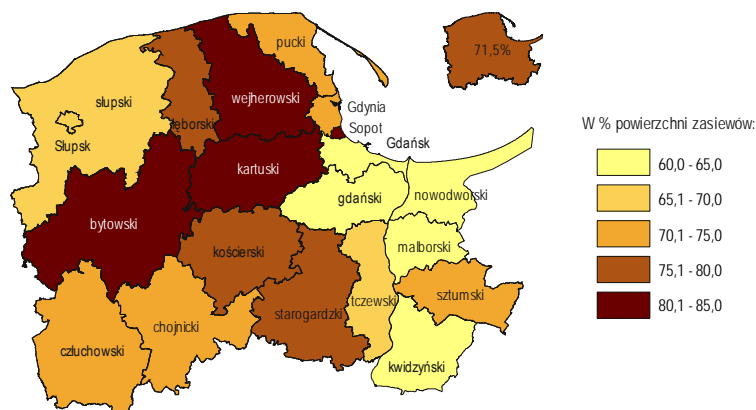 pucki
71,5%
słupski
wejherowski
Gdynia
lęborski
Sopot
W % powierzchni zasiewów:
Słupsk
Gdańsk
60,0 - 65,0
kartuski
gdański
nowodworski
65,1 - 70,0
bytowski
malborski
70,1 - 75,0
kościerski
75,1 - 80,0
tczewski
sztumski
80,1 - 85,0
starogardzki
chojnicki
człuchowski
kwidzyński